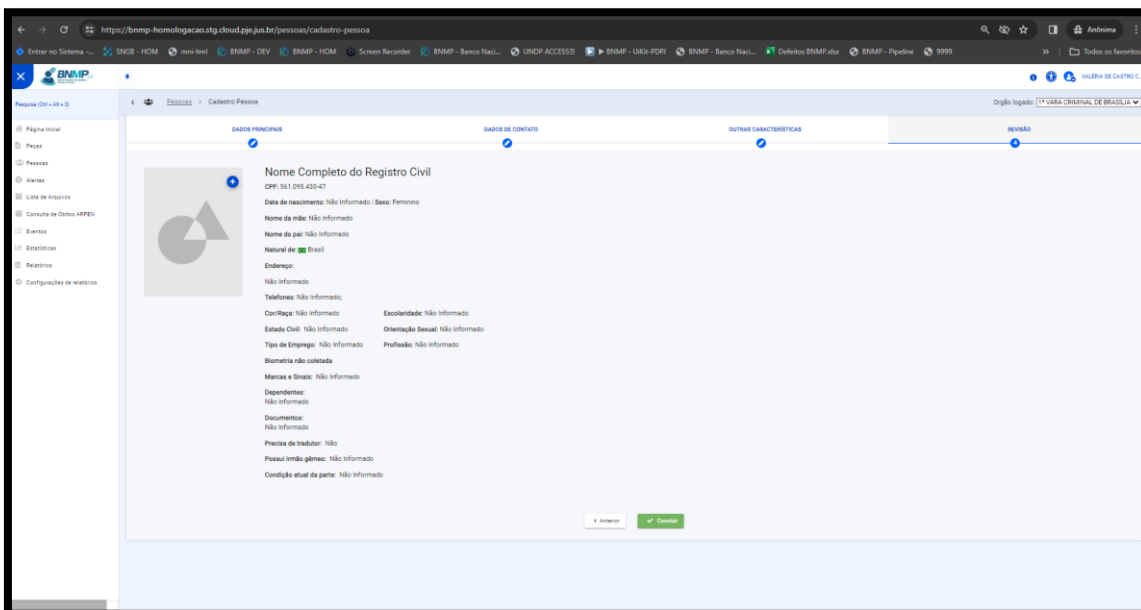 https://bnmp-homologacao.stg.cloud.pje.jus.br/pessoas/cadastro-pessoa
Anônima
Entrar no Sistema -...
SNGB - HOM
mni-hml
BNMP - DEV
BNMP - HOM
Screen Recorder
BNMP - Banco Naci...
UNDP ACCESSE
BNMP - UiKit-PDPJ
BNMP - Banco Naci...
Defeitos BNMP.xlsx
BNMP - Pipeline
9999
»
Todos os favoritos
BNMP
VALÉRIA DE CASTRO C...
Pesquisa (Ctrl + Alt + 3)
Pessoas > Cadastro Pessoa
Orgão logado: 1ª VARA CRIMINAL DE BRASÍLIA
Página Inicial
Peças
Pessoas
Alertas
Lista de Arquivos
Consulta de Óbitos ARPEN
Eventos
Estatísticas
Relatórios
Configurações de relatórios
DADOS PRINCIPAIS
DADOS DE CONTATO
OUTRAS CARACTERÍSTICAS
REVISÃO
4
Nome Completo do Registro Civil
CPF: 561.095.430-47
Data de nascimento: Não Informado | Sexo: Feminino
Nome da mãe: Não Informado
Nome do pai: Não Informado
Natural de: Brasil
Endereço:
Não Informado
Telefones: Não Informado;
Cor/Raça: Não Informado Escolaridade: Não Informado
Estado Civil: Não Informado Orientação Sexual: Não Informado
Tipo de Emprego: Não Informado Profissão: Não Informado
Biometria não coletada
Marcas e Sinais: Não Informado
Dependentes:
Não Informado
Documentos:
Não Informado
Precisa de tradutor: Não
Possui irmão gêmeo: Não Informado
Condição atual da parte: Não Informado
Anterior
Concluir